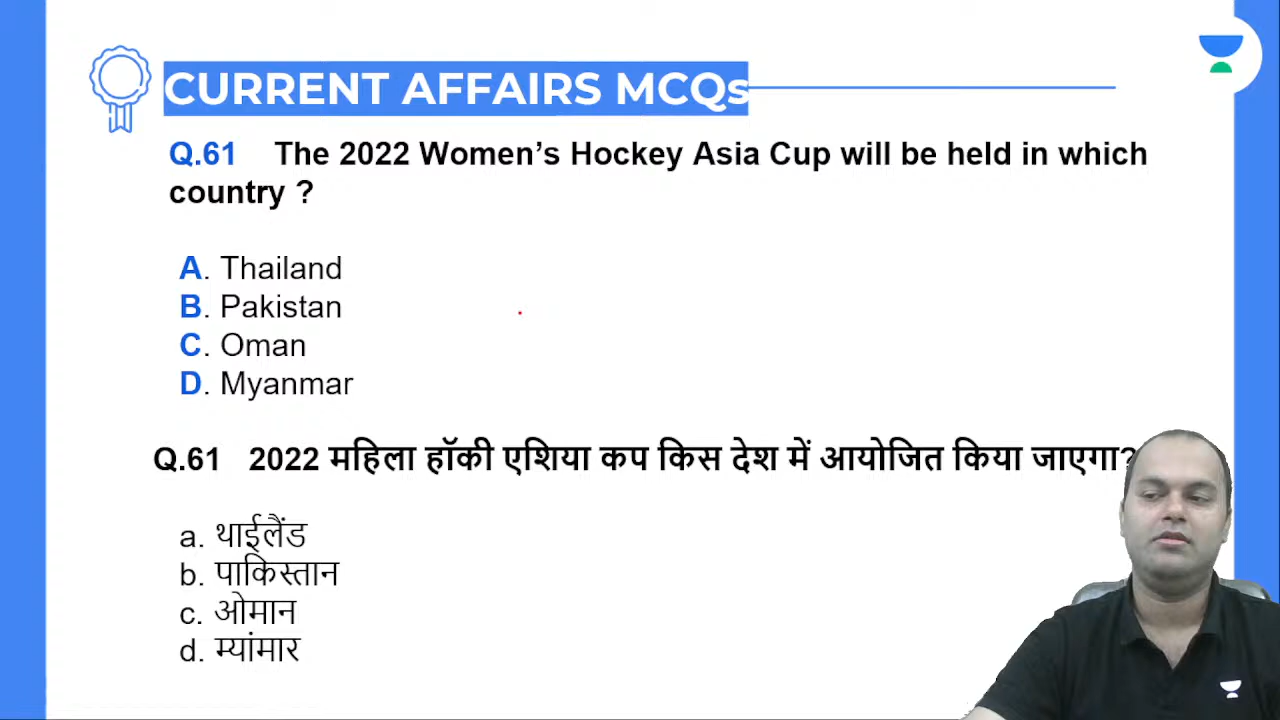 CURRENT AFFAIRS MCQs
Q.61 The 2022 Women’s Hockey Asia Cup will be held in which
country ?
A. Thailand
B. Pakistan
C. Oman
D. Myanmar
Q.61 2022 महिला हॉकी एशिया कप किस देश में आयोजित किया जाएगा?
a. थाईलैंड
b. पाकिस्तान
c. ओमान
d. म्यांमार